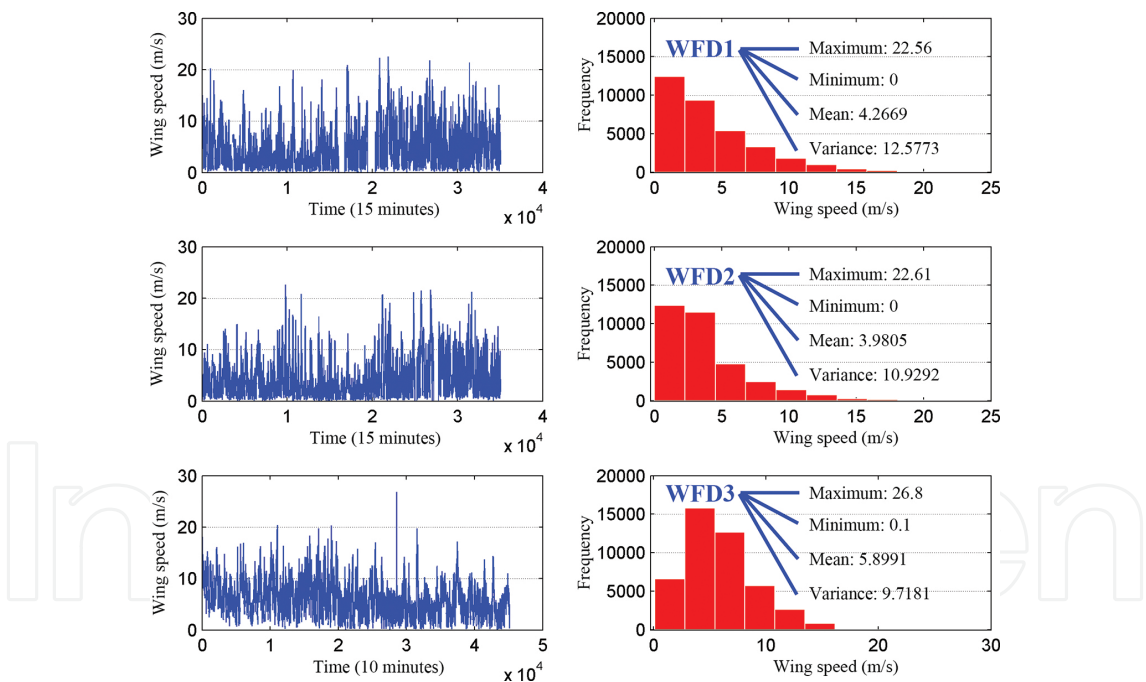 30
20
10
0
Wing speed (m/s)
0 1 2 3 4
x 10^4
Time (15 minutes)
20000
15000
10000
5000
0
Frequency
WFD1
Maximum: 22.56
Minimum: 0
Mean: 4.2669
Variance: 12.5773
0 5 10 15 20 25
Wing speed (m/s)
30
20
10
0
Wing speed (m/s)
0 1 2 3 4
x 10^4
Time (15 minutes)
20000
15000
10000
5000
0
Frequency
WFD2
Maximum: 22.61
Minimum: 0
Mean: 3.9805
Variance: 10.9292
0 5 10 15 20 25
Wing speed (m/s)
30
20
10
0
Wing speed (m/s)
0 1 2 3 4 5
x 10^4
Time (10 minutes)
20000
15000
10000
5000
0
Frequency
WFD3
Maximum: 26.8
Minimum: 0.1
Mean: 5.8991
Variance: 9.7181
0 10 20 30
Wing speed (m/s)